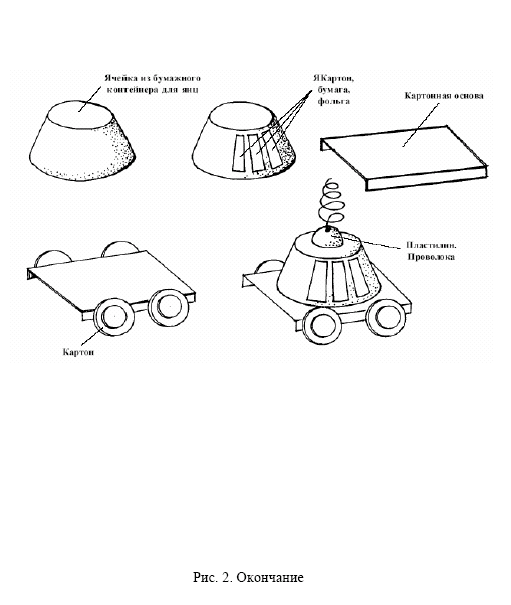 Ячейка из бумажного
контейнера для яиц
ЯКартон,
бумага,
фольга
Картонная основа
Пластилин.
Проволока
Картон
Рис. 2. Окончание